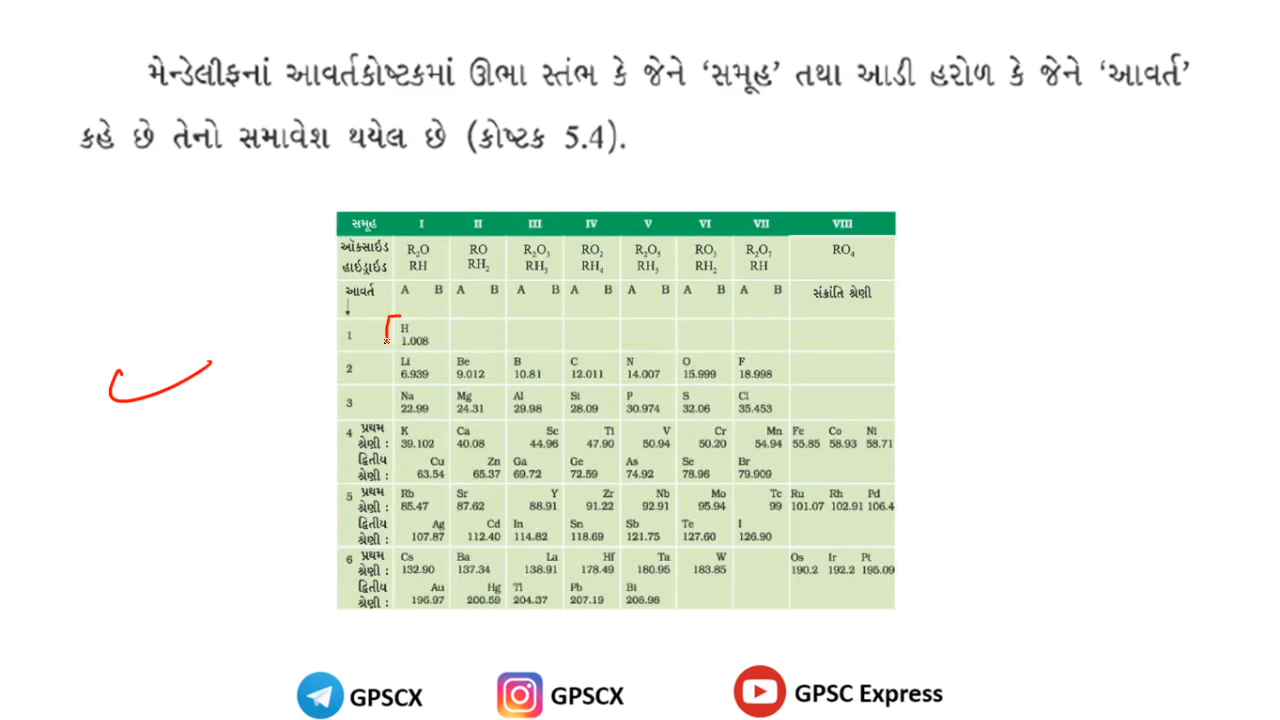 મેન્ડેલીફનાં આવર્તકોષ્ટકમાં ઊભા સ્તંભ કે જેને ‘સમૂહ’ તથા આડી હરોળ કે જેને ‘આવર્ત’
કહે છે તેનો સમાવેશ થયેલ છે (કોષ્ટક 5.4).
સમૂહ I II III IV V VI VII VIII
ઑક્સાઇડ R₂O RO R₂O₃ RO₂ R₂O₅ RO₃ R₂O₇ RO₄
હાઇડ્રાઇડ RH RH₂ RH₃ RH₄ RH₃ RH₂ RH
આવર્ત A B A B A B A B A B A B A B સંક્રાંતિ શ્રેણી
↓
1 H
1.008
2 Li Be B C N O F
6.939 9.012 10.81 12.011 14.007 15.999 18.998
3 Na Mg Al Si P S Cl
22.99 24.31 29.98 28.09 30.974 32.06 35.453
4 પ્રથમ K Ca Sc Ti V Cr Mn Fe Co Ni
શ્રેણી : 39.102 40.08 44.96 47.90 50.94 50.20 54.94 55.85 58.93 58.71
દ્વિતીય Cu Zn Ga Ge As Se Br
શ્રેણી : 63.54 65.37 69.72 72.59 74.92 78.96 79.909
5 પ્રથમ Rb Sr Y Zr Nb Mo Tc Ru Rh Pd
શ્રેણી : 85.47 87.62 88.91 91.22 92.91 95.94 99 101.07 102.91 106.4
દ્વિતીય Ag Cd In Sn Sb Te I
શ્રેણી : 107.87 112.40 114.82 118.69 121.75 127.60 126.90
6 પ્રથમ Cs Ba La Hf Ta W Os Ir Pt
શ્રેણી : 132.90 137.34 138.91 178.49 180.95 183.85 190.2 192.2 195.09
દ્વિતીય Au Hg Tl Pb Bi
શ્રેણી : 196.97 200.59 204.37 207.19 208.98
GPSCX GPSCX GPSC Express